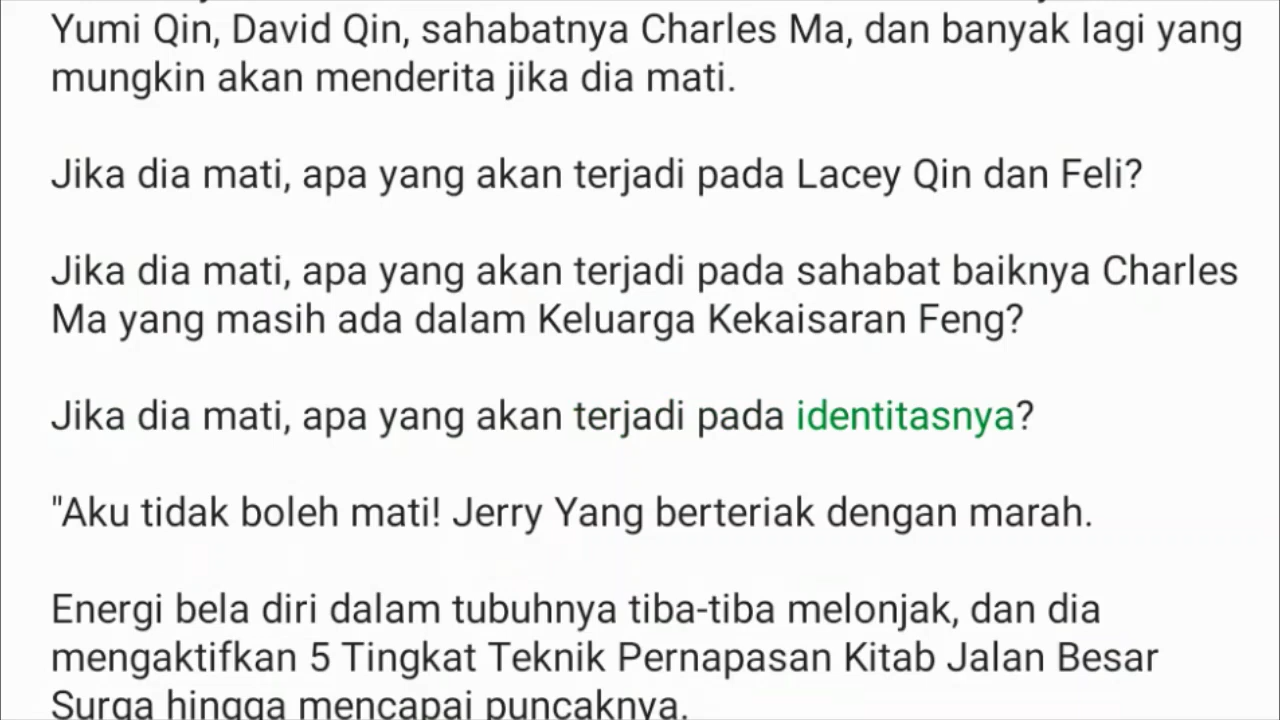 Yumi Qin, David Qin, sahabatnya Charles Ma, dan banyak lagi yang
mungkin akan menderita jika dia mati.
Jika dia mati, apa yang akan terjadi pada Lacey Qin dan Feli?
Jika dia mati, apa yang akan terjadi pada sahabat baiknya Charles
Ma yang masih ada dalam Keluarga Kekaisaran Feng?
Jika dia mati, apa yang akan terjadi pada identitasnya?
"Aku tidak boleh mati! Jerry Yang berteriak dengan marah.
Energi bela diri dalam tubuhnya tiba-tiba melonjak, dan dia
mengaktifkan 5 Tingkat Teknik Pernapasan Kitab Jalan Besar
Surga hingga mencapai puncaknya.